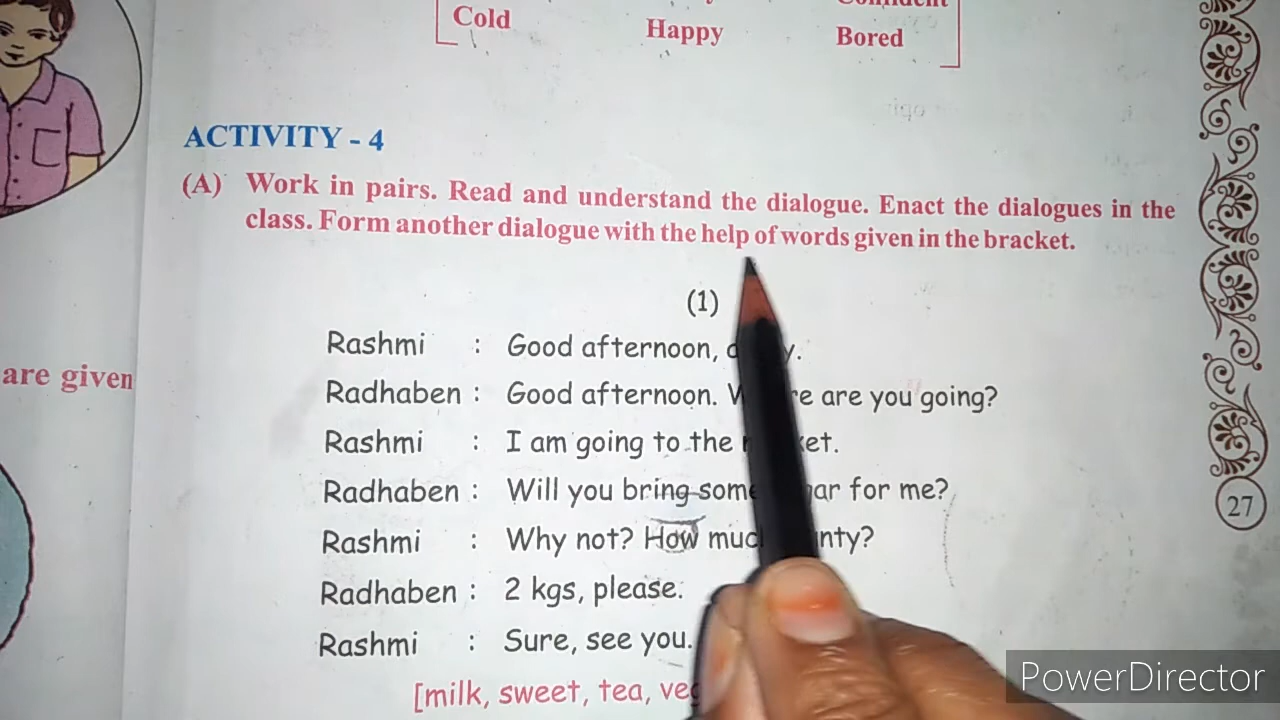 Cold Happy Bored
ACTIVITY - 4
(A) Work in pairs. Read and understand the dialogue. Enact the dialogues in the
class. Form another dialogue with the help of words given in the bracket.
(1)
Rashmi : Good afternoon,
Radhaben : Good afternoon. are you going?
Rashmi : I am going to the
Radhaben : Will you bring for me?
Rashmi : Why not? How
Radhaben : 2 kgs, please.
Rashmi : Sure, see you.
[milk, sweet, tea,
are given
27
PowerDirector